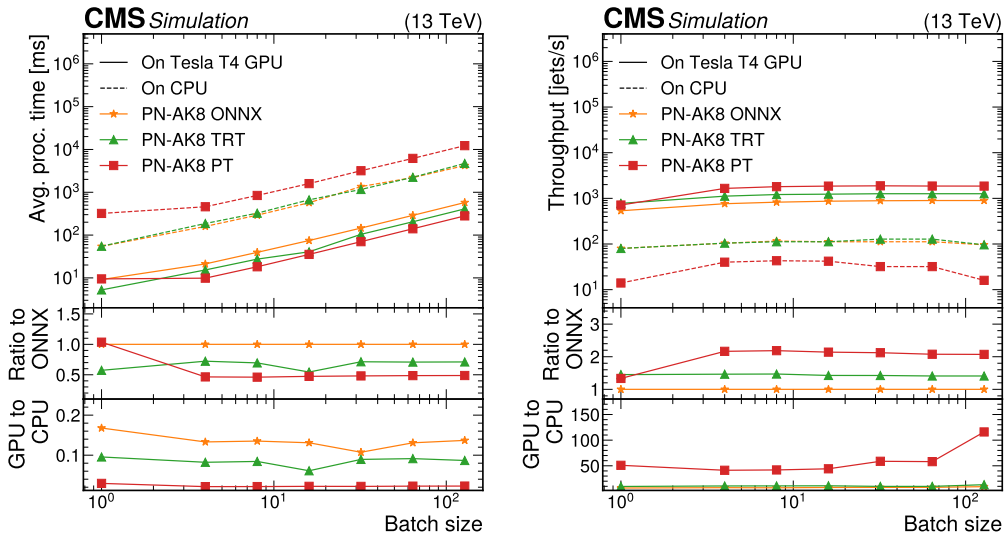 CMS Simulation (13 TeV)
Avg. proc. time [ms]
10^6
10^5
10^4
10^3
10^2
10^1
On Tesla T4 GPU
On CPU
PN-AK8 ONNX
PN-AK8 TRT
PN-AK8 PT
Ratio to
ONNX
1.5
1.0
0.5
GPU to
CPU
0.2
0.1
10^0 10^1 10^2
Batch size
CMS Simulation (13 TeV)
Throughput [jets/s]
10^6
10^5
10^4
10^3
10^2
10^1
On Tesla T4 GPU
On CPU
PN-AK8 ONNX
PN-AK8 TRT
PN-AK8 PT
Ratio to
ONNX
3
2
1
GPU to
CPU
150
100
50
10^0 10^1 10^2
Batch size